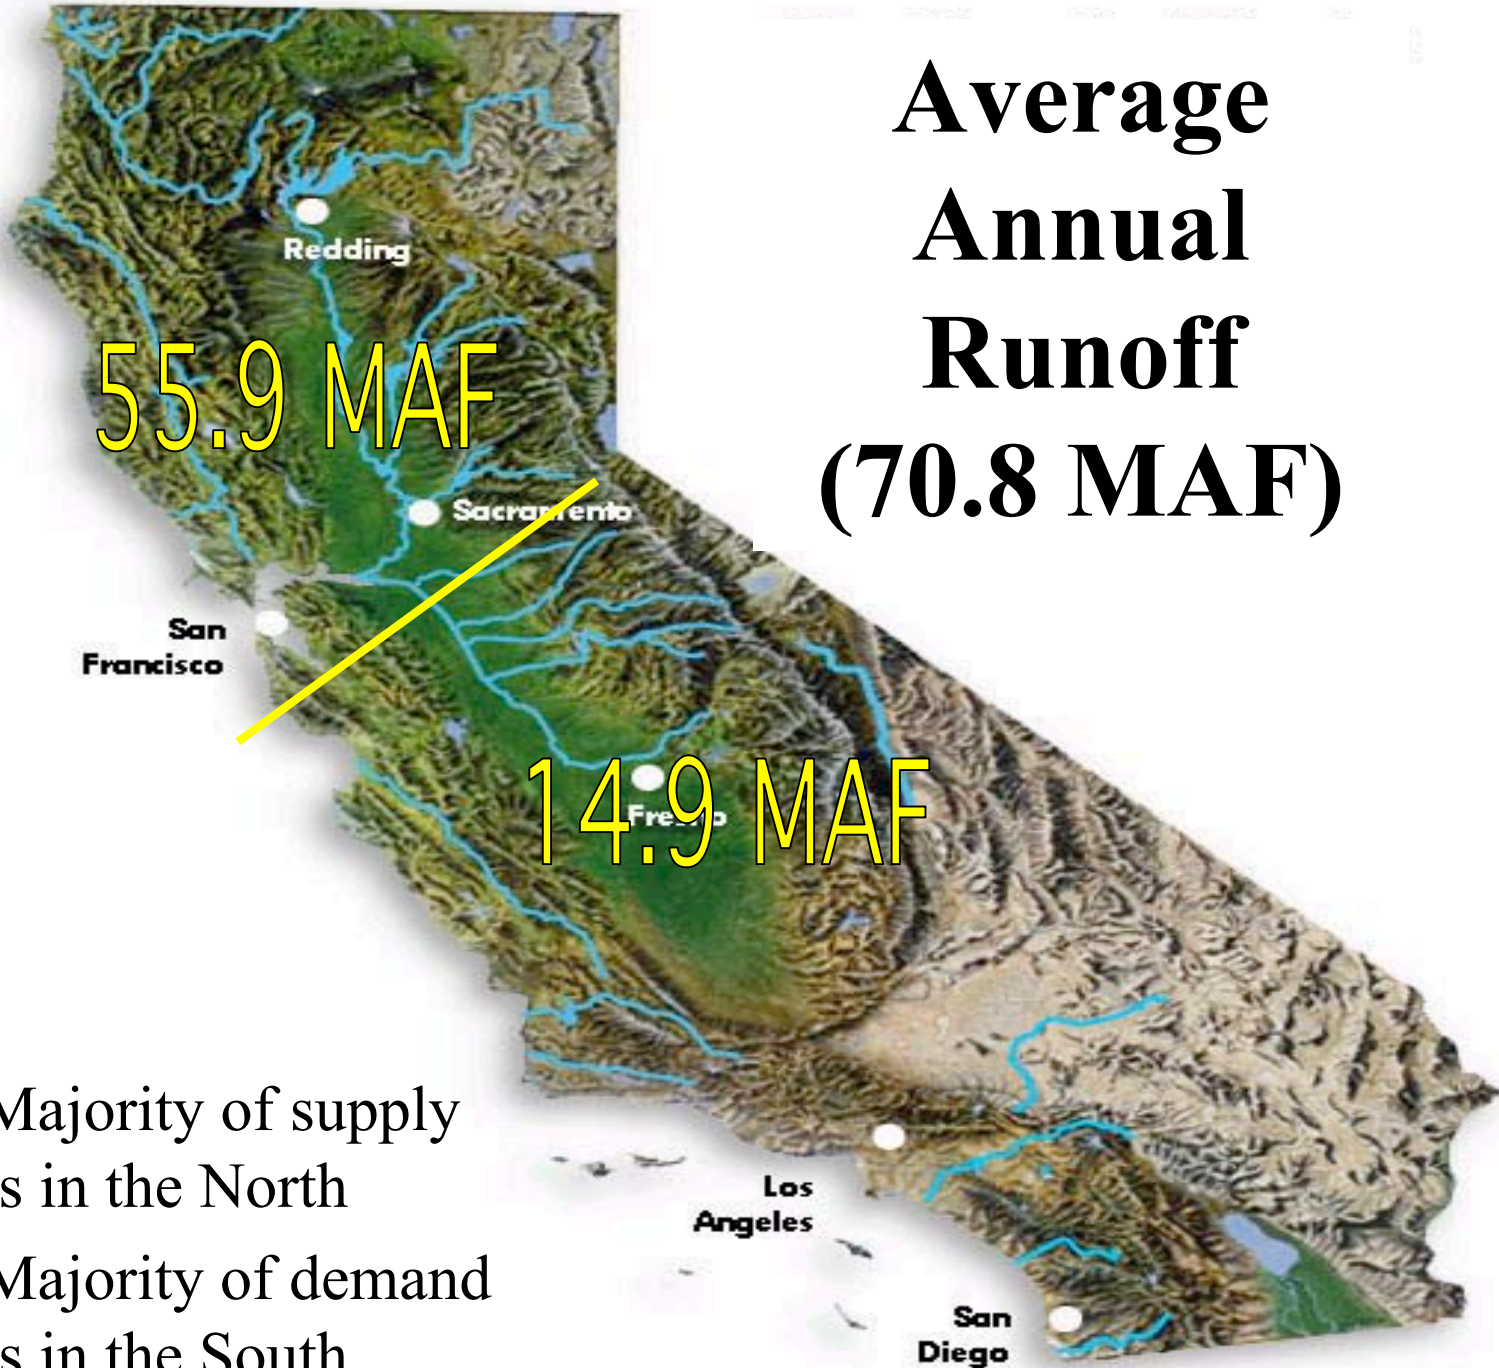 Average
Annual
Runoff
(70.8 MAF)
Redding
55.9 MAF
Sacramento
San
Francisco
14.9 MAF
Fresno
Majority of supply
s in the North
Los
Angeles
Majority of demand
s in the South
San
Diego